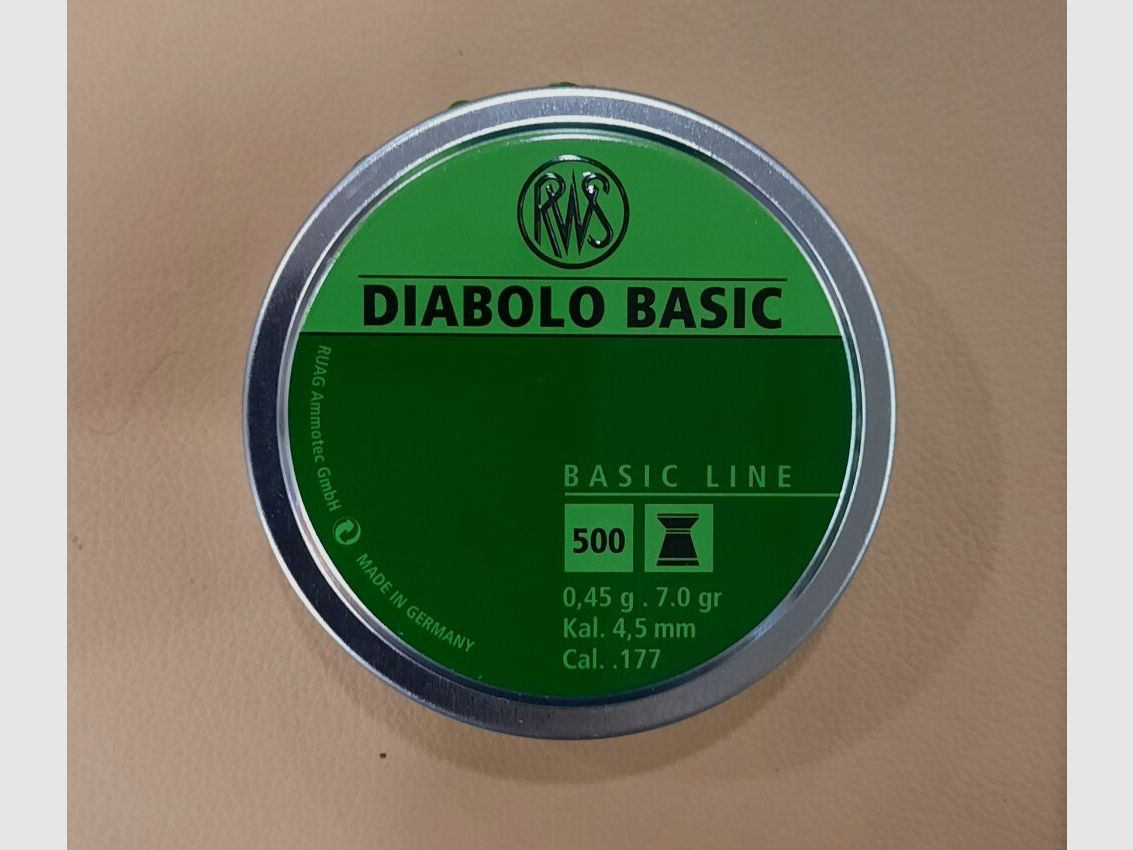 RWS
DIABOLO BASIC
RUAG Ammotec GmbH
MADE IN GERMANY
BASIC LINE
500
0,45 g . 7.0 gr
Kal. 4,5 mm
Cal. .177